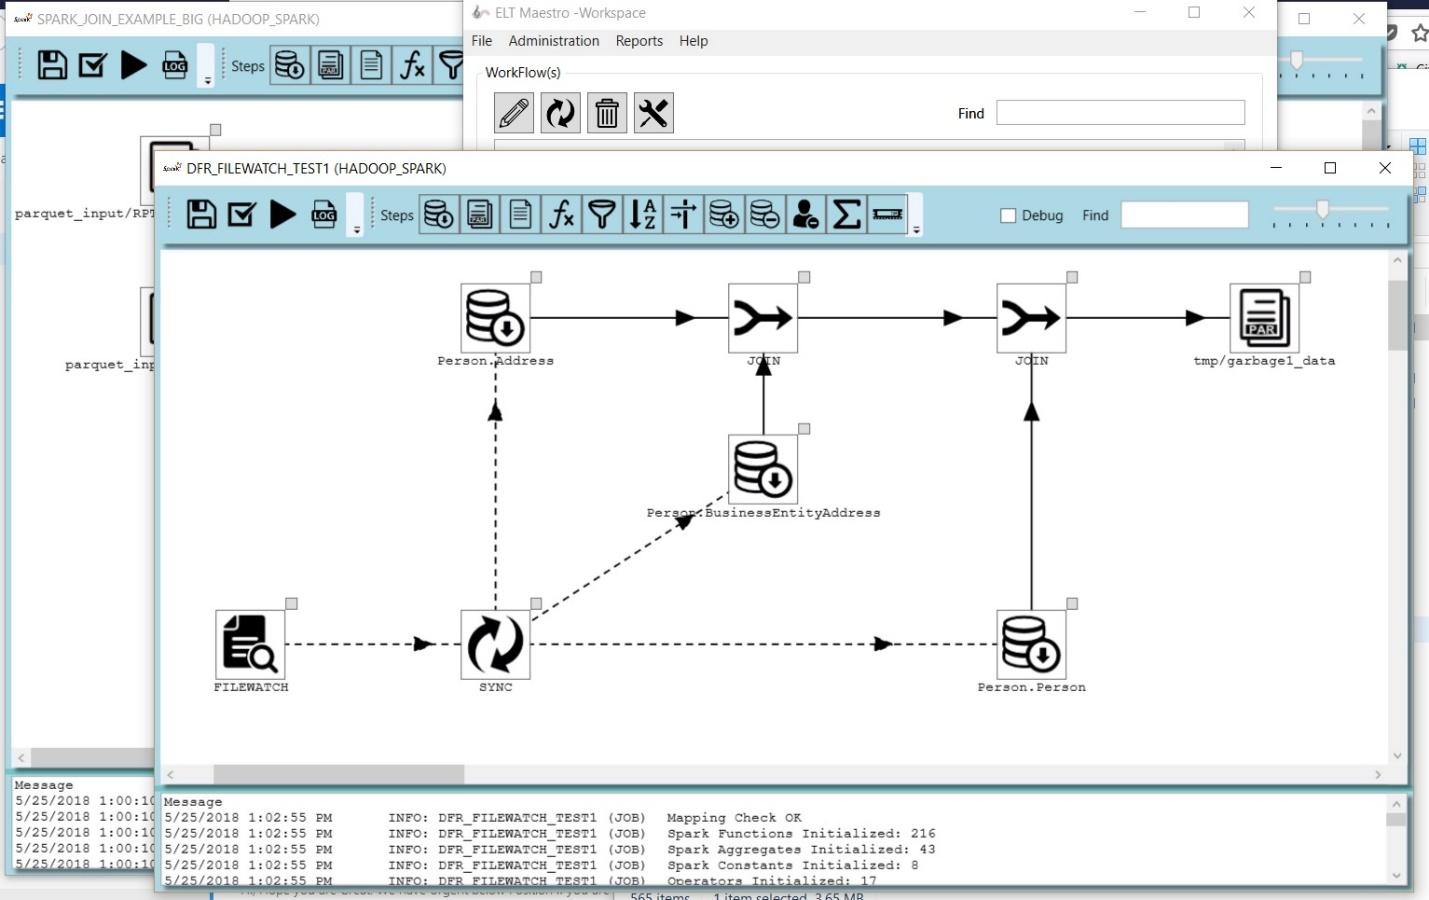 Spark SPARK_JOIN_EXAMPLE_BIG (HADOOP_SPARK)
ELT Maestro -Workspace
File Administration Reports Help
WorkFlow(s)
LOG Steps
Find
parquet_input/RPT
parquet_inp
Spark DFR_FILEWATCH_TEST1 (HADOOP_SPARK)
LOG Steps PAR fx A Z Debug Find
Person.Address
JOIN
JOIN
PAR
tmp/garbage1_data
Person.BusinessEntityAddress
FILEWATCH
SYNC
Person.Person
Message
5/25/2018 1:00:10
5/25/2018 1:00:10
5/25/2018 1:00:10
5/25/2018 1:00:10
5/25/2018 1:00:10
Message
5/25/2018 1:02:55 PM INFO: DFR_FILEWATCH_TEST1 (JOB) Mapping Check OK
5/25/2018 1:02:55 PM INFO: DFR_FILEWATCH_TEST1 (JOB) Spark Functions Initialized: 216
5/25/2018 1:02:55 PM INFO: DFR_FILEWATCH_TEST1 (JOB) Spark Aggregates Initialized: 43
5/25/2018 1:02:55 PM INFO: DFR_FILEWATCH_TEST1 (JOB) Spark Constants Initialized: 8
5/25/2018 1:02:55 PM INFO: DFR_FILEWATCH_TEST1 (JOB) Operators Initialized: 17
565 items 1 item selected 3.65 MB